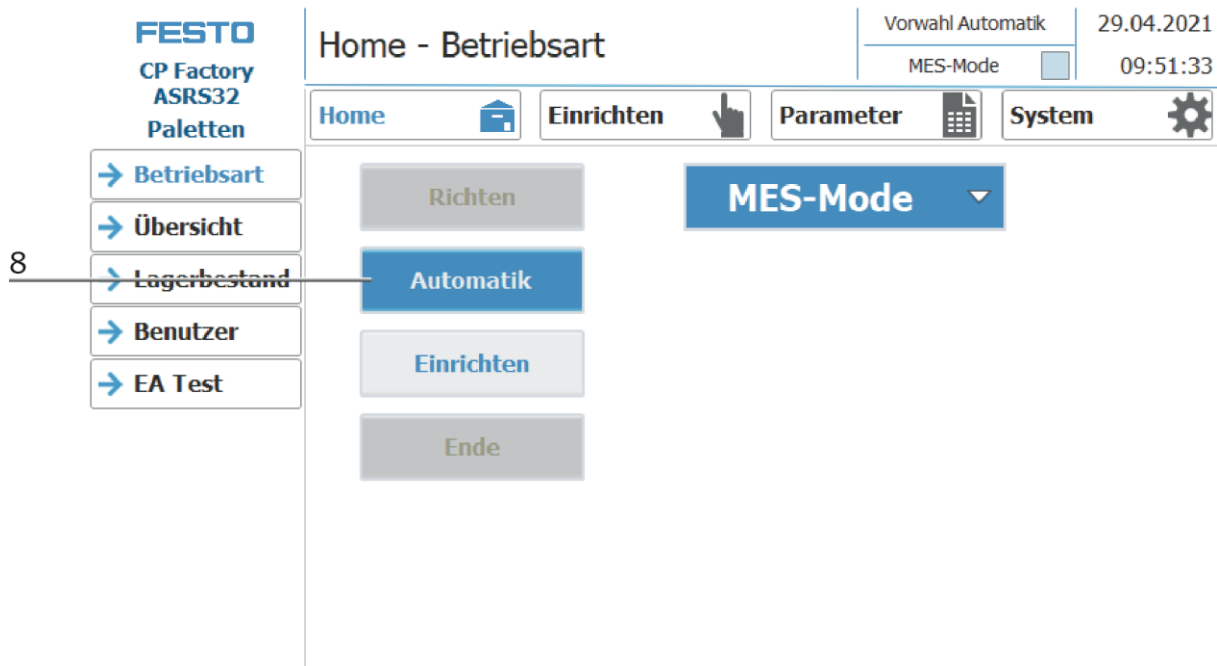 FESTO
CP Factory
ASRS32
Paletten
Home - Betriebsart
Vorwahl Automatik
MES-Mode
29.04.2021
09:51:33
Home
Einrichten
Parameter
System
Betriebsart
Übersicht
Lagerbestand
Benutzer
EA Test
8
Richten
Automatik
Einrichten
Ende
MES-Mode